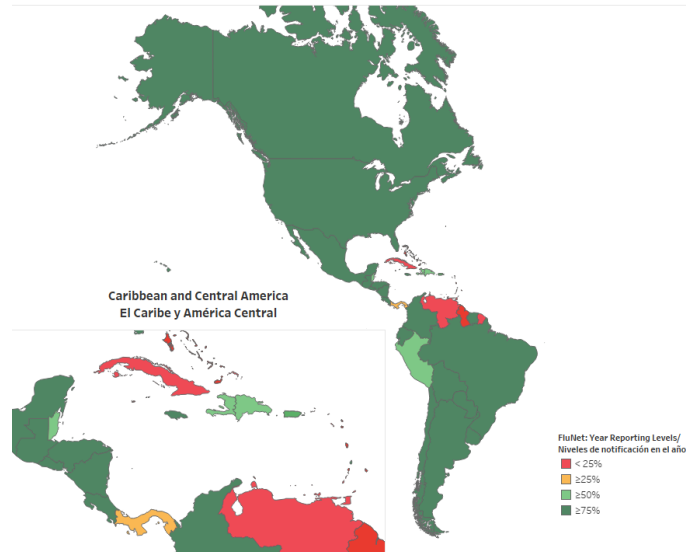 Caribbean and Central America
El Caribe y América Central
FluNet: Year Reporting Levels/
Niveles de notificación en el año
< 25%
≥25%
≥50%
≥75%